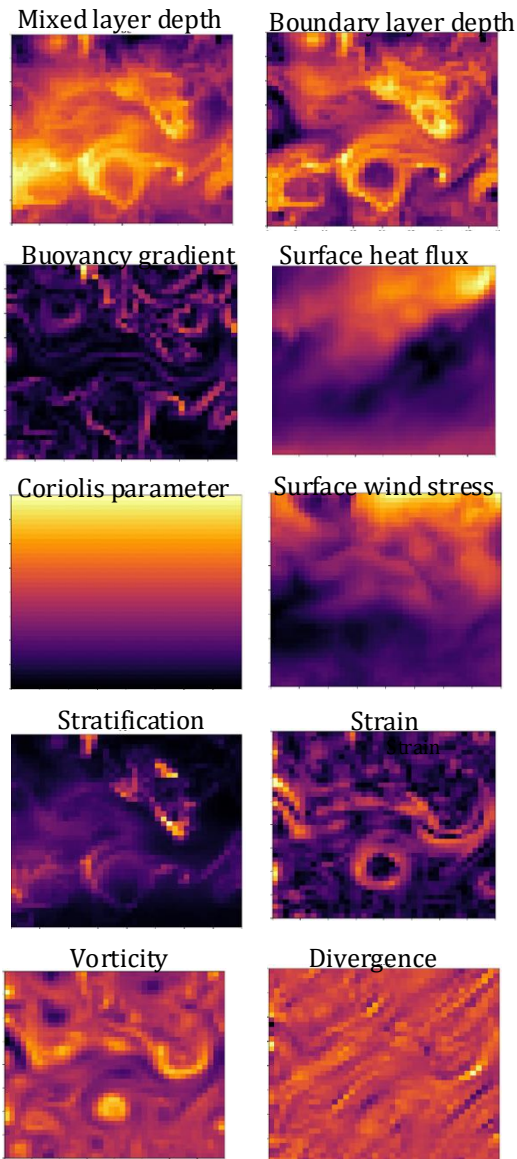 Mixed layer depth
Boundary layer depth
Buoyancy gradient
Surface heat flux
Coriolis parameter
Surface wind stress
Stratification
Strain
Strain
Vorticity
Divergence